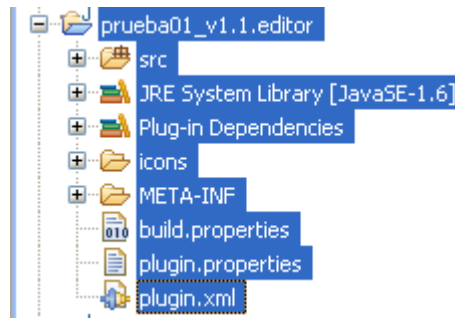 prueba01_v1.1.editor
src
JRE System Library [JavaSE-1.6]
Plug-in Dependencies
icons
META-INF
build.properties
plugin.properties
plugin.xml